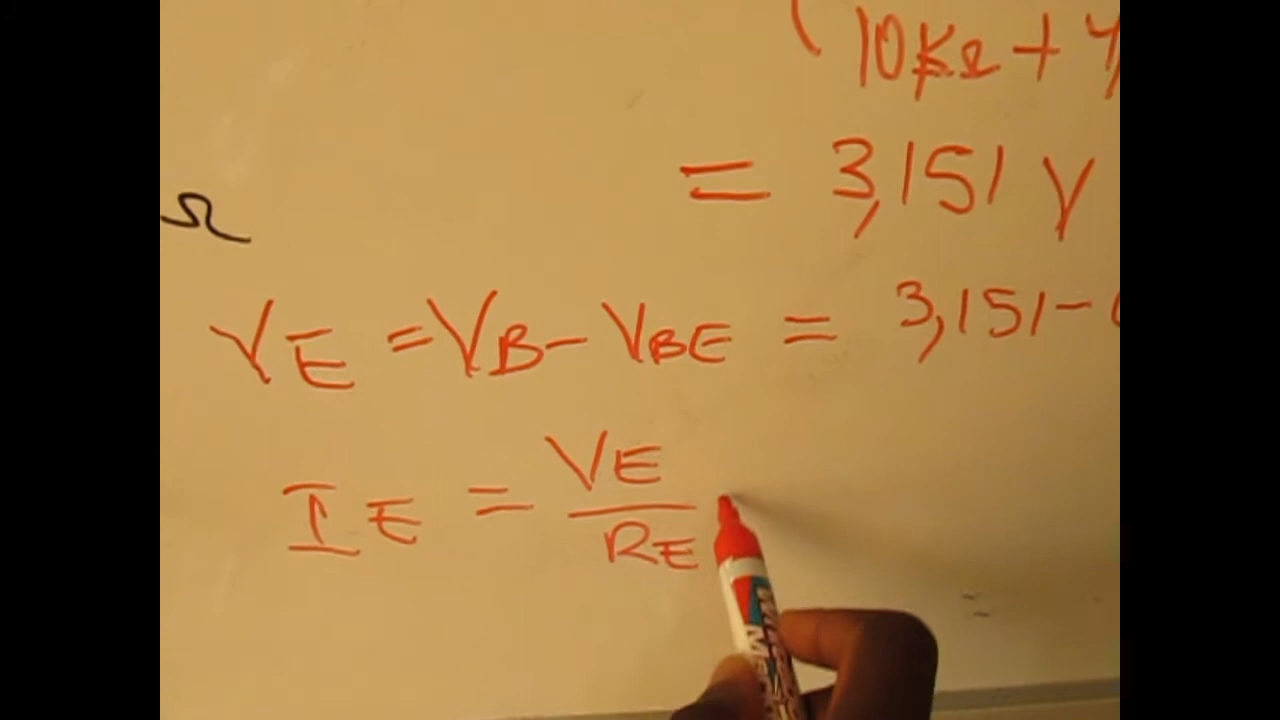 10KΩ +
= 3,151 V
Ω
VE = VB - VBE = 3,151 -
IE = VE / RE